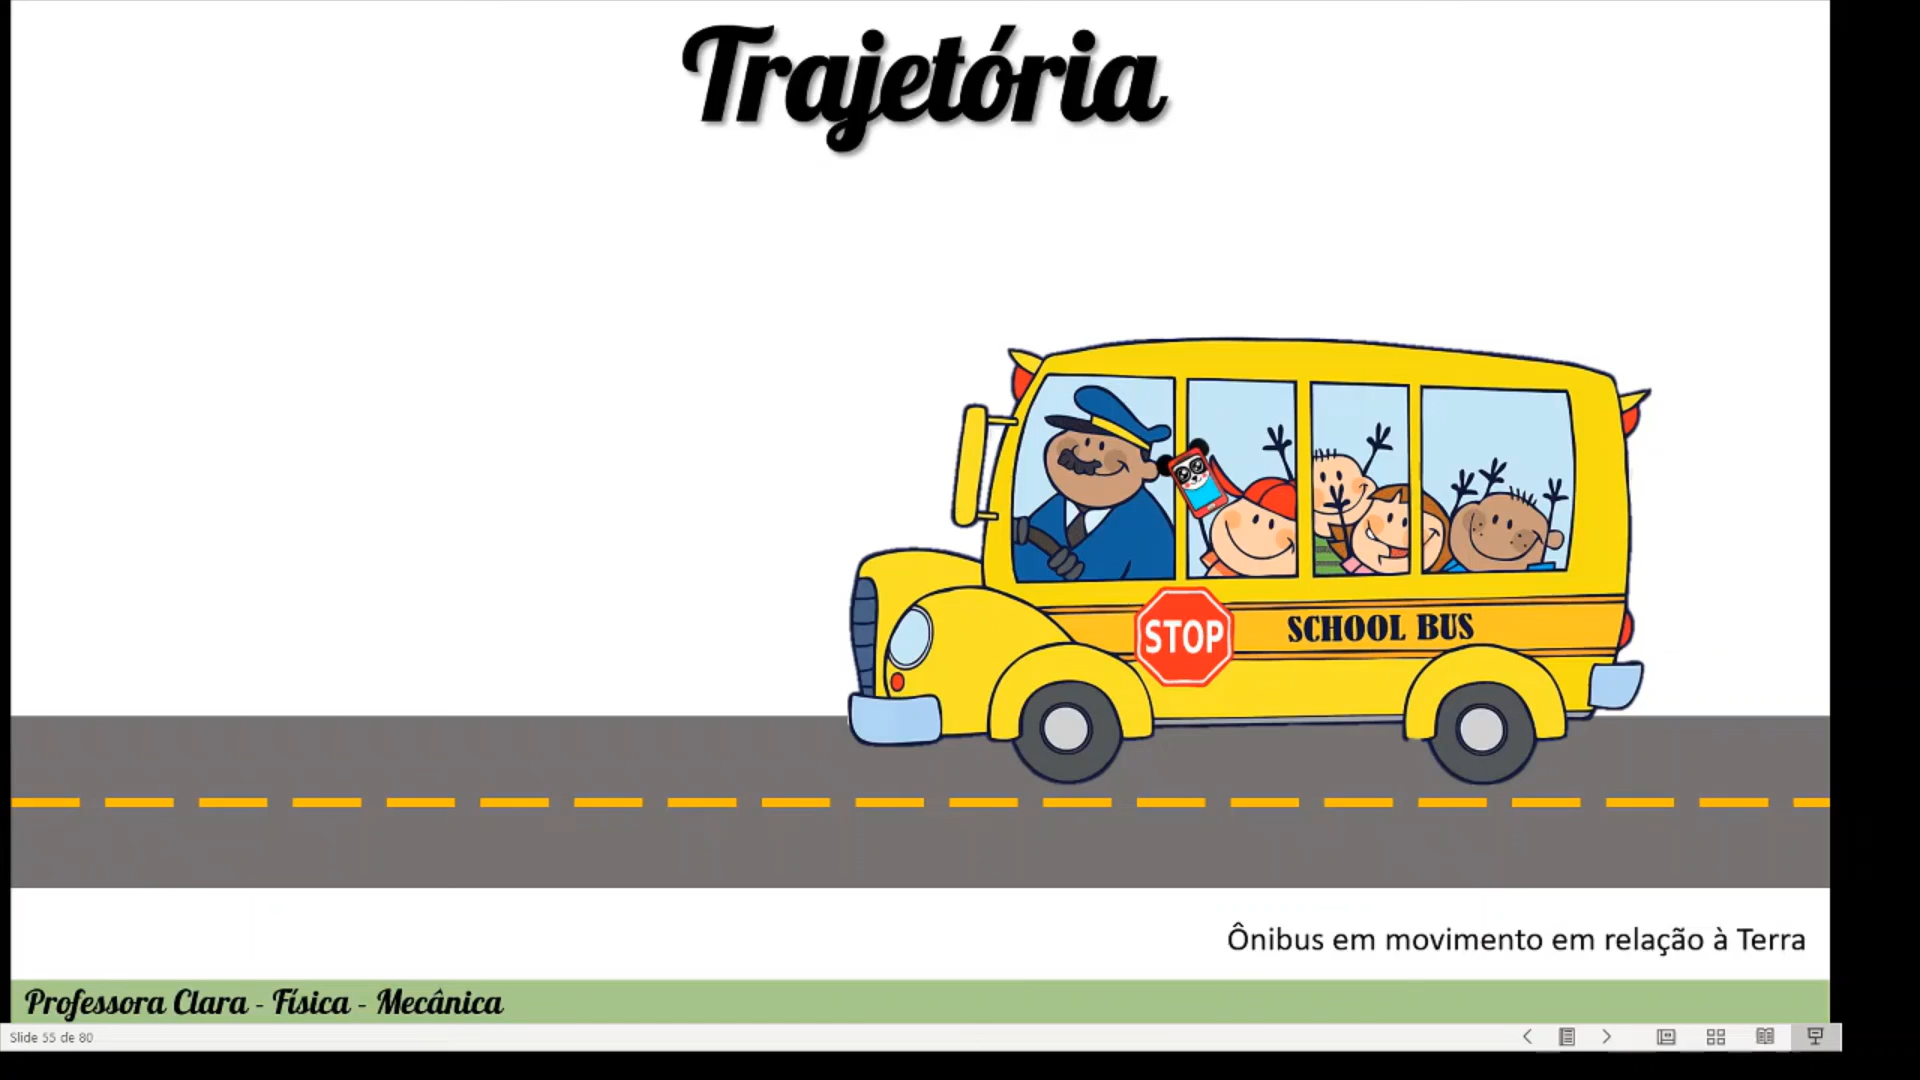 Trajetória
STOP
SCHOOL BUS
Ônibus em movimento em relação à Terra
Professora Clara - Física - Mecânica
Slide 55 de 80